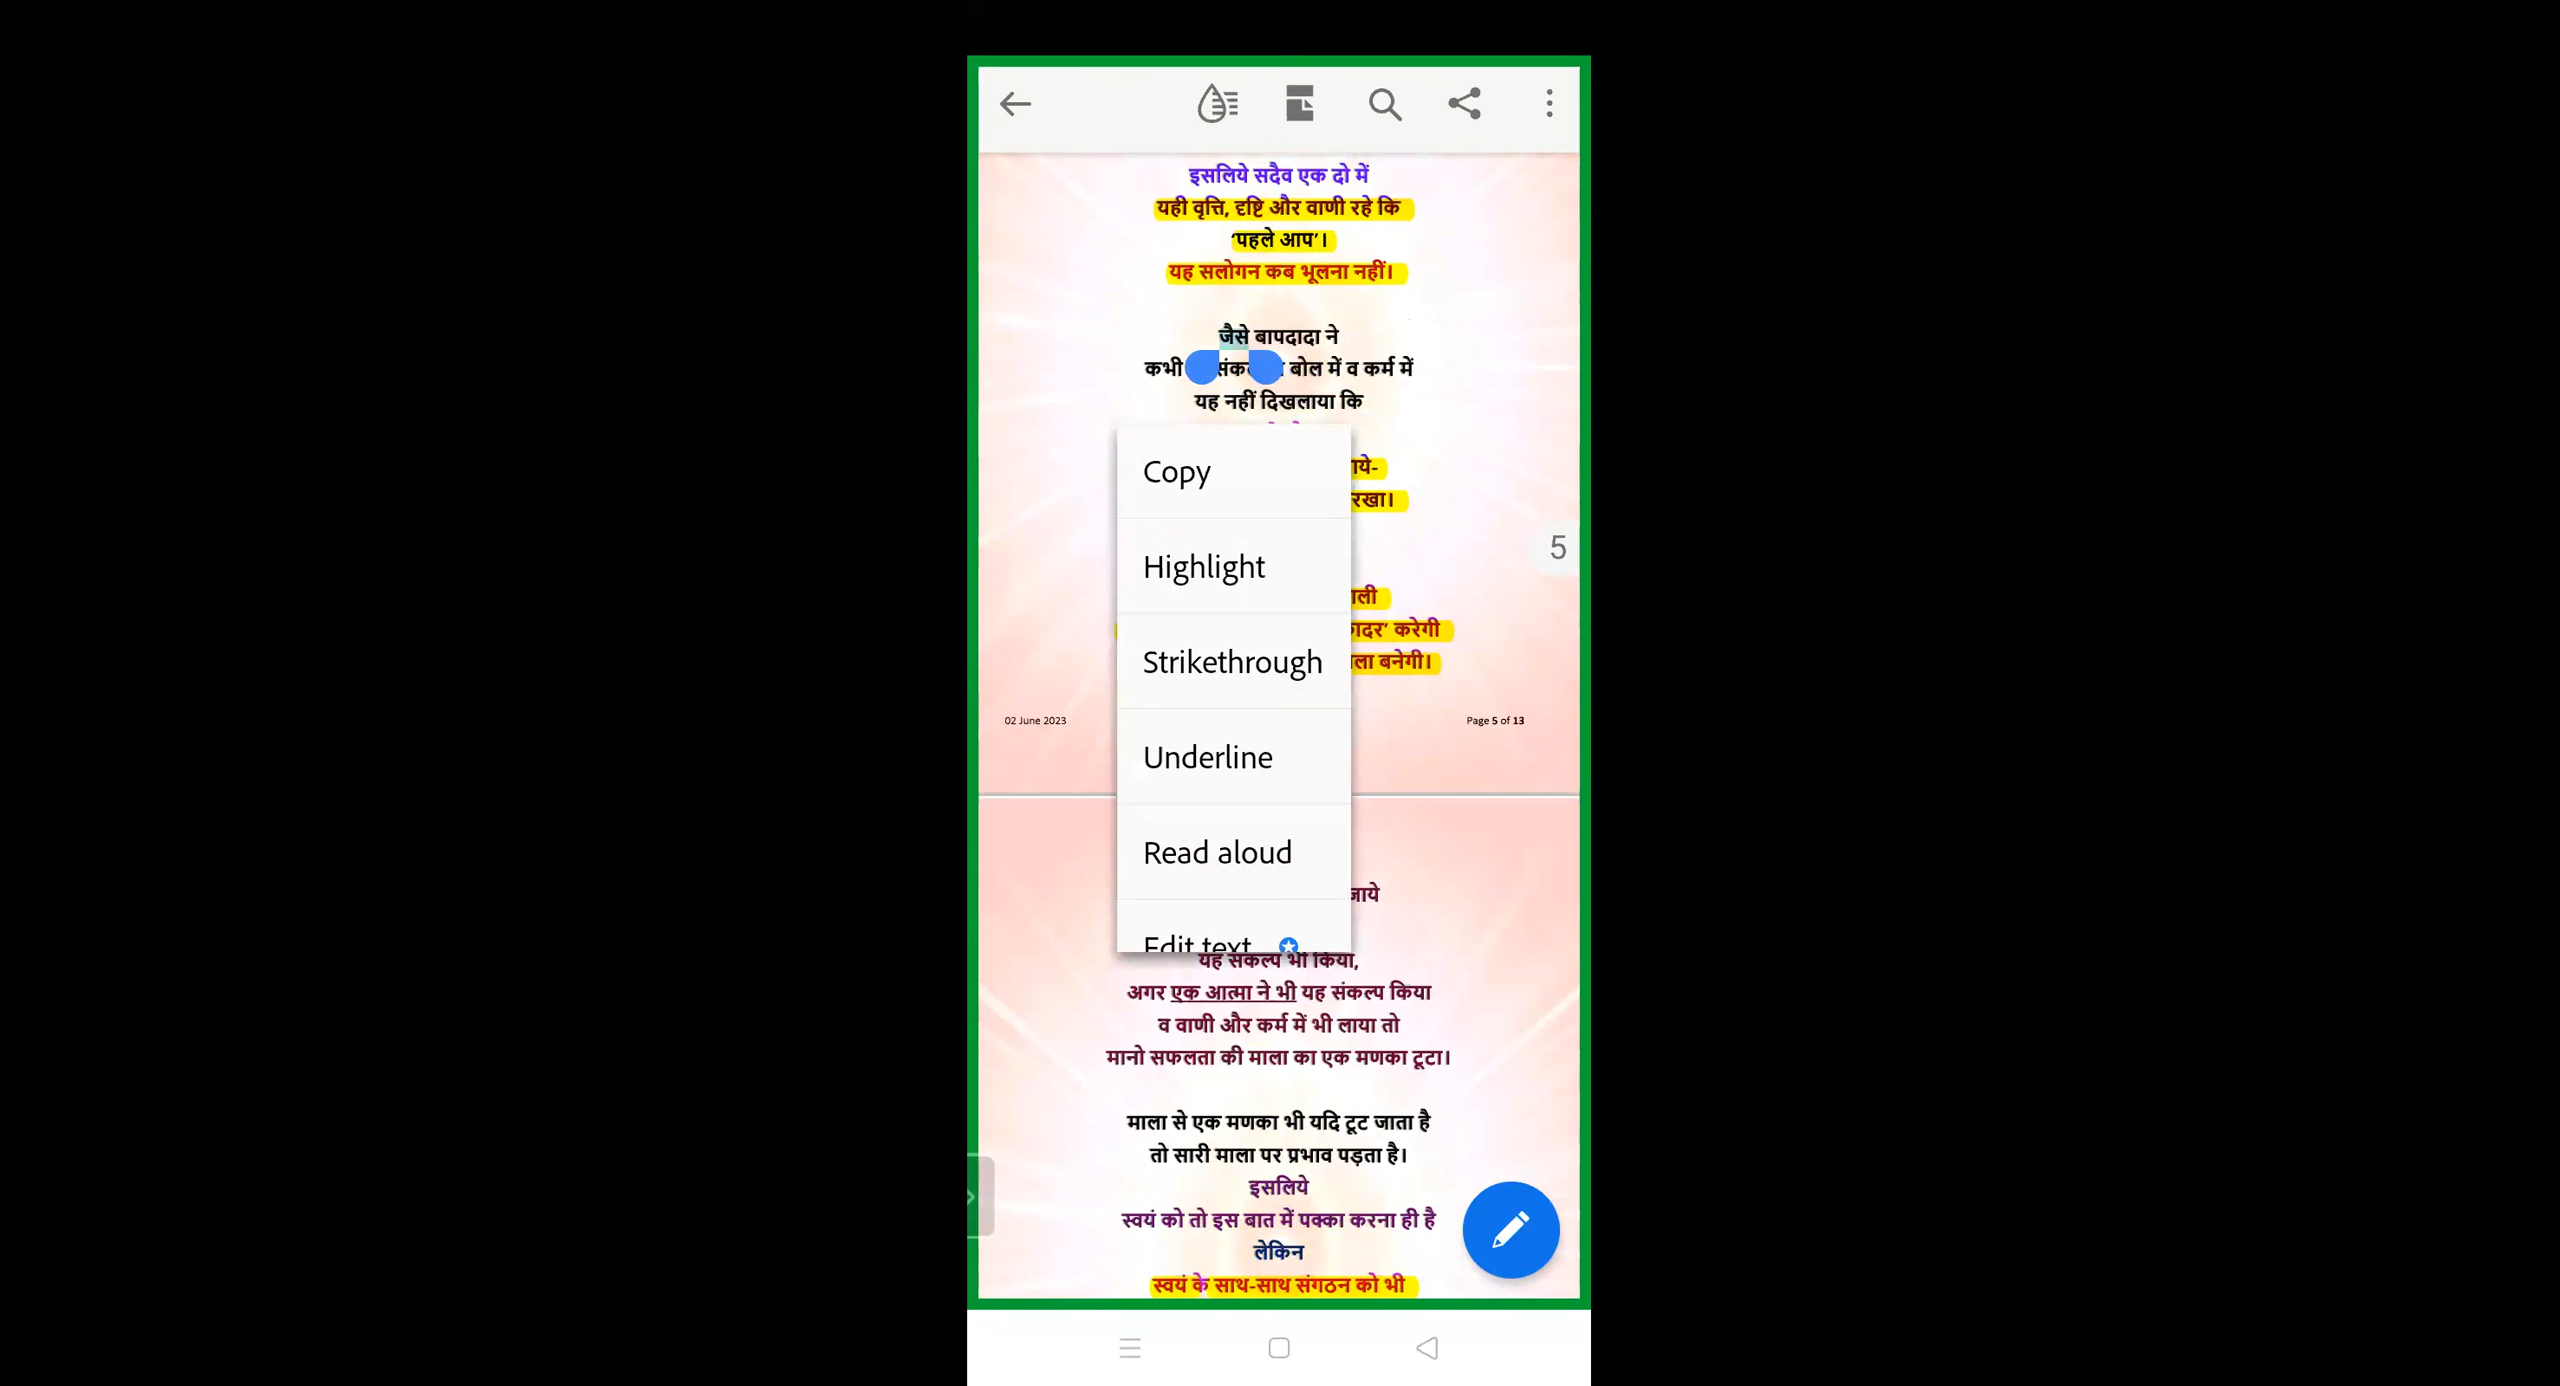 इसलिये सदैव एक दो में
यही वृत्ति, दृष्टि और वाणी रहे कि
‘पहले आप’।
यह सलोगन कब भूलना नहीं।
जैसे बापदादा ने
कभी बोल में व कर्म में
यह नहीं दिखलाया कि
Copy
रखा।
5
Highlight
करेगी
Strikethrough
बनेगी।
02 June 2023
Page 5 of 13
Underline
Read aloud
Edit text
यह संकल्प भी किया,
अगर एक आत्मा ने भी यह संकल्प किया
व वाणी और कर्म में भी लाया तो
मानो सफलता की माला का एक मणका टूटा।
माला से एक मणका भी यदि टूट जाता है
तो सारी माला पर प्रभाव पड़ता है।
इसलिये
स्वयं को तो इस बात में पक्का करना ही है
लेकिन
स्वयं के साथ-साथ संगठन को भी